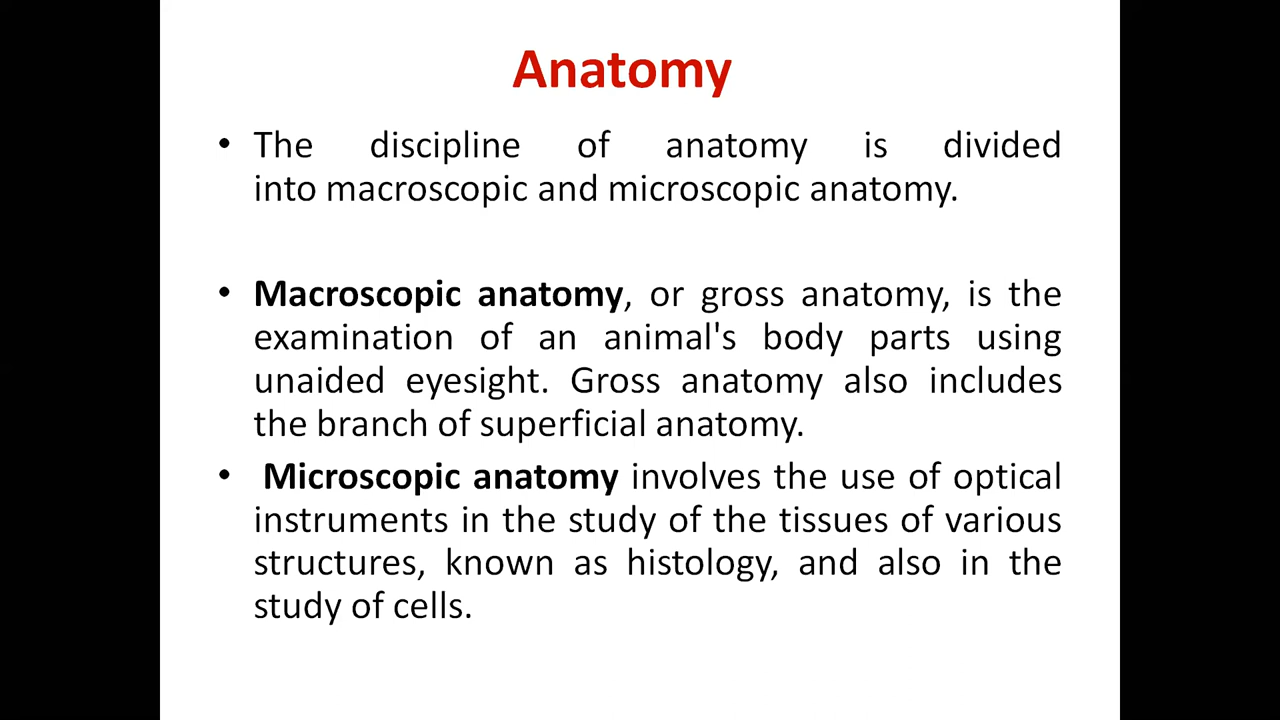 Anatomy
• The discipline of anatomy is divided
into macroscopic and microscopic anatomy.
• Macroscopic anatomy, or gross anatomy, is the
examination of an animal's body parts using
unaided eyesight. Gross anatomy also includes
the branch of superficial anatomy.
• Microscopic anatomy involves the use of optical
instruments in the study of the tissues of various
structures, known as histology, and also in the
study of cells.